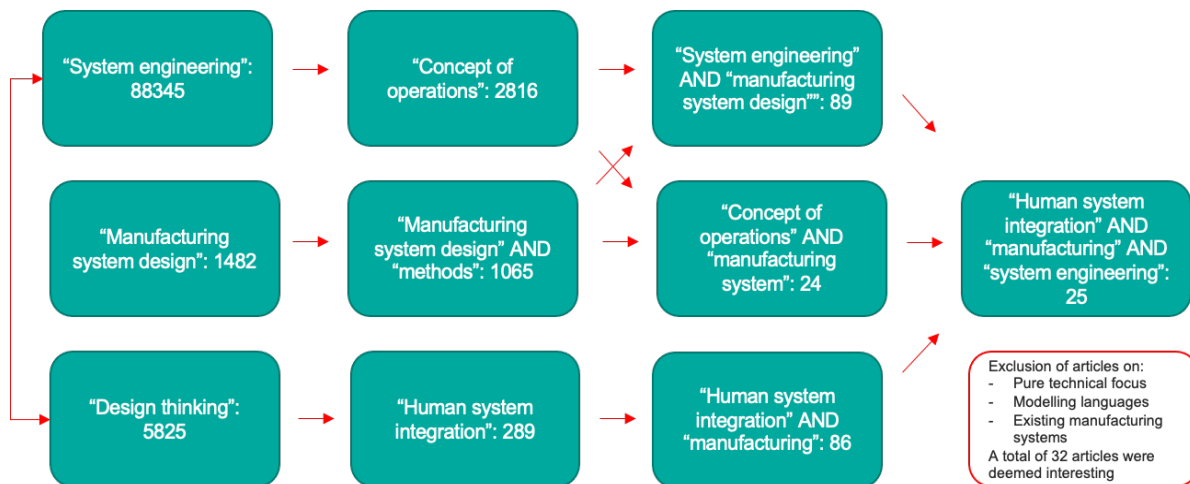 “System engineering”:
88345
“Concept of
operations”: 2816
“System engineering”
AND “manufacturing
system design””: 89
“Manufacturing
system design”: 1482
“Manufacturing
system design” AND
“methods”: 1065
“Concept of
operations” AND
“manufacturing
system”: 24
“Human system
integration” AND
“manufacturing” AND
“system engineering”:
25
“Design thinking”:
5825
“Human system
integration”: 289
“Human system
integration” AND
“manufacturing”: 86
Exclusion of articles on:
- Pure technical focus
- Modelling languages
- Existing manufacturing
systems
A total of 32 articles were
deemed interesting